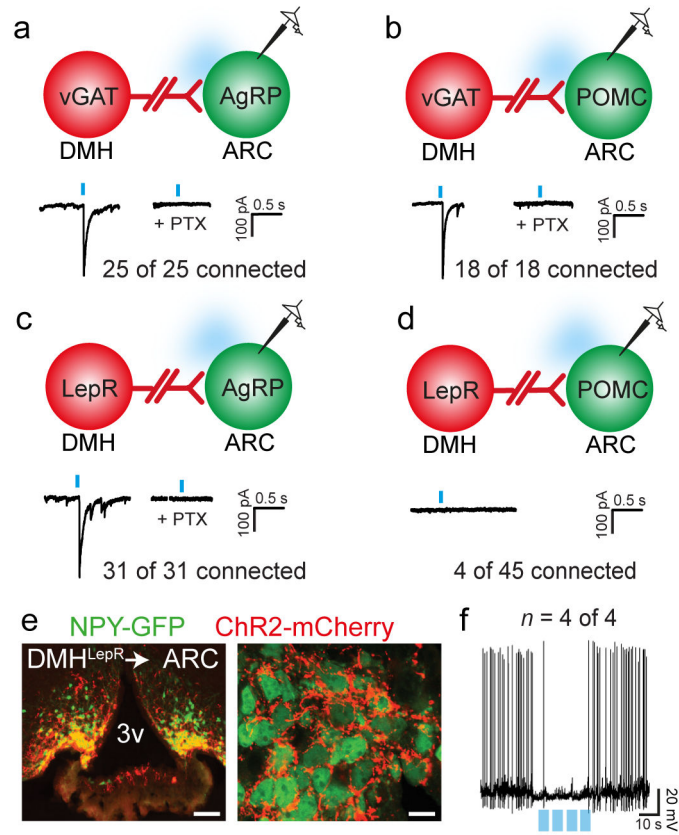 a
vGAT
AgRP
DMH
ARC
+ PTX
100 pA
0.5 s
25 of 25 connected
b
vGAT
POMC
DMH
ARC
+ PTX
100 pA
0.5 s
18 of 18 connected
c
LepR
AgRP
DMH
ARC
+ PTX
100 pA
0.5 s
31 of 31 connected
d
LepR
POMC
DMH
ARC
100 pA
0.5 s
4 of 45 connected
e
NPY-GFP ChR2-mCherry
DMHᴸᵉᵖᴿ ARC
3v
f
n = 4 of 4
20 mV
10 s